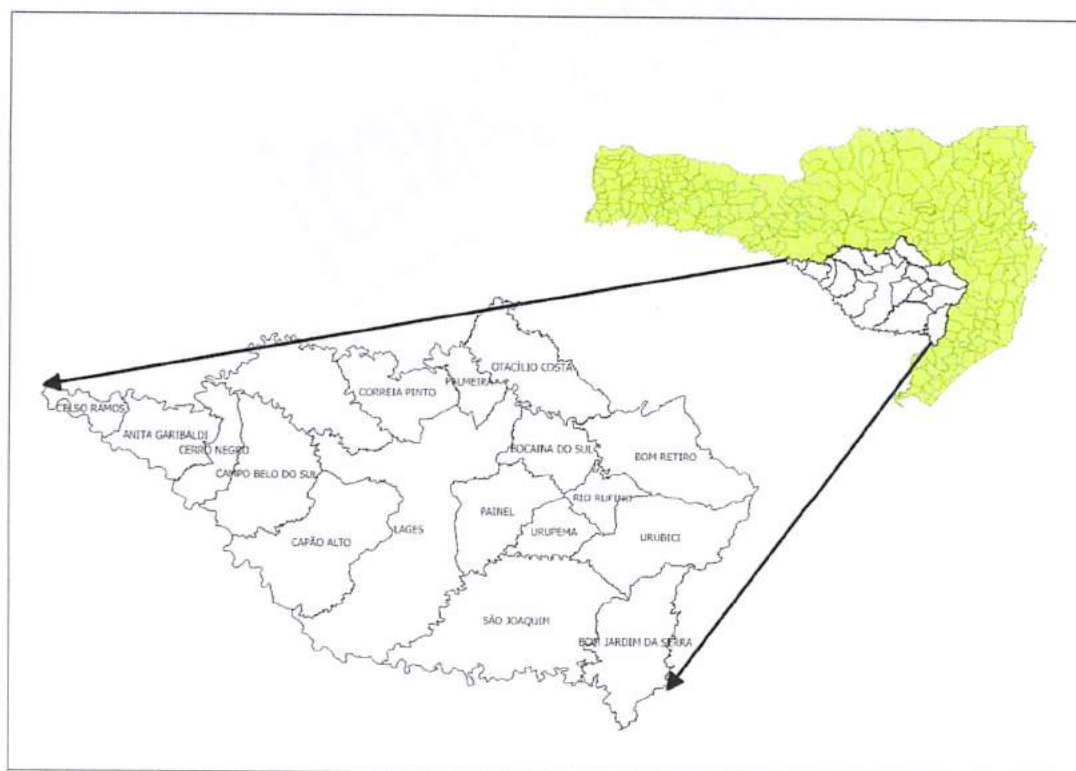 OTACÍLIO COSTA
PALMEIRA
CORREIA PINTO
CELSO RAMOS
ANITA GARIBALDI
CERRO NEGRO
BOCAINA DO SUL
BOM RETIRO
CAMPO BELO DO SUL
RIO RUFINO
PAINEL
LAGES
URUPEMA
URUBICI
CAPÃO ALTO
SÃO JOAQUIM
BOM JARDIM DA SERRA